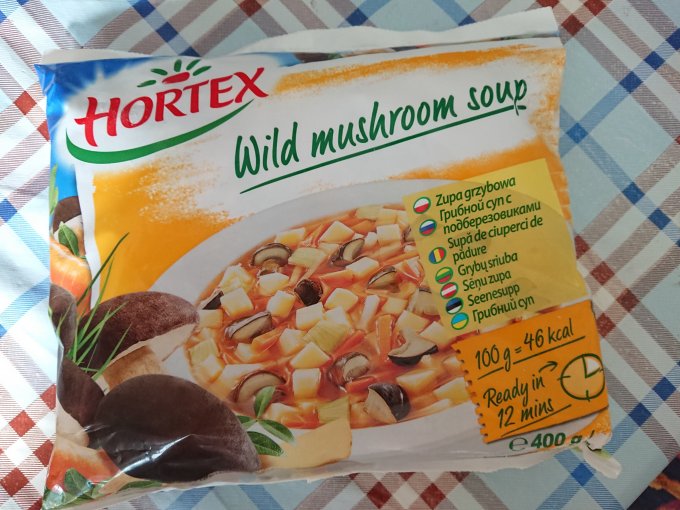 HORTEX
Wild mushroom soup
Zupa grzybowa
Грибной суп с
подберезовиками
Supă de ciuperci de
pădure
Grybų sriuba
Sēņu zupa
Seenesupp
Грибний суп
100 g = 46 kcal
Ready in
12 mins
℮ 400 g